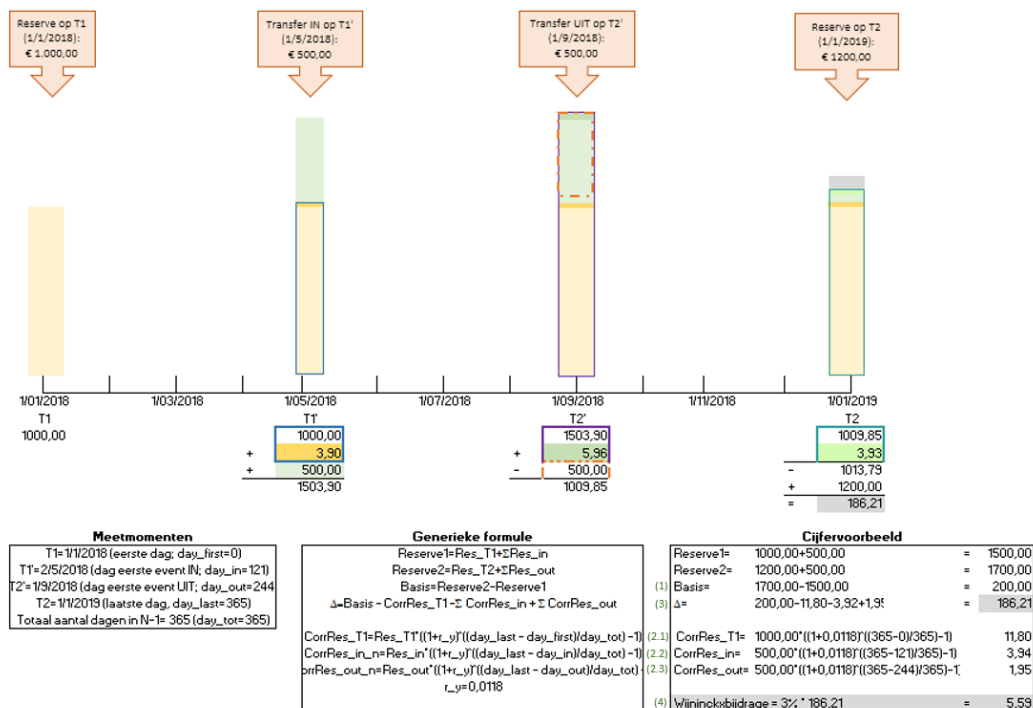 Reserve op T1
(1/1/2018):
€ 1.000,00
Transfer IN op T1'
(1/5/2018):
€ 500,00
Transfer UIT op T2'
(1/9/2018):
€ 500,00
Reserve op T2
(1/1/2019):
€ 1200,00
1/01/2018 1/03/2018 1/05/2018 1/07/2018 1/09/2018 1/11/2018 1/01/2019
T1 T1' T2' T2
1000,00 1000,00 1503,90 1009,85
+ 3,90 + 5,96 3,93
+ 500,00 - 500,00 - 1013,79
1503,90 1009,85 + 1200,00
= 186,21
Meetmomenten
T1=1/1/2018 (eerste dag; day_first=0)
T1'=2/5/2018 (dag eerste event IN; day_in=121)
T2'=1/9/2018 (dag eerste event UIT; day_out=244
T2=1/1/2019 (laatste dag, day_last=365)
Totaal aantal dagen in N-1= 365 (day_tot=365)
Generieke formule
Reserve1=Res_T1+ΣRes_in
Reserve2=Res_T2+ΣRes_out
Basis=Reserve2-Reserve1
Δ=Basis - CorrRes_T1-Σ CorrRes_in + Σ CorrRes_out
CorrRes_T1=Res_T1*((1+r_y)*((day_last - day_first)/day_tot) -1)
CorrRes_in_n=Res_in*((1+r_y)*((day_last - day_in)/day_tot) -1)
orrRes_out_n=Res_out*((1+r_y)*((day_last - day_out)/day_tot) -
r_y=0,0118
Cijfervoorbeeld
Reserve1= 1000,00+500,00 = 1500,00
Reserve2= 1200,00+500 = 1700,00
(1) Basis= 1700,00-1500,00 = 200,00
(3) Δ= 200,00-11,80-3,92+1,95 = 186,21
(2.1) CorrRes_T1= 1000,00*((1+0,0118)*((365-0)/365)-1) 11,80
(2.2) CorrRes_in= 500,00*((1+0,0118)*((365-121)/365)-1) 3,94
(2.3) CorrRes_out= 500,00*((1+0,0118)*((365-244)/365)-1 1,95
(4) Wijninckxbijdrage = 3% * 186,21 = 5,59